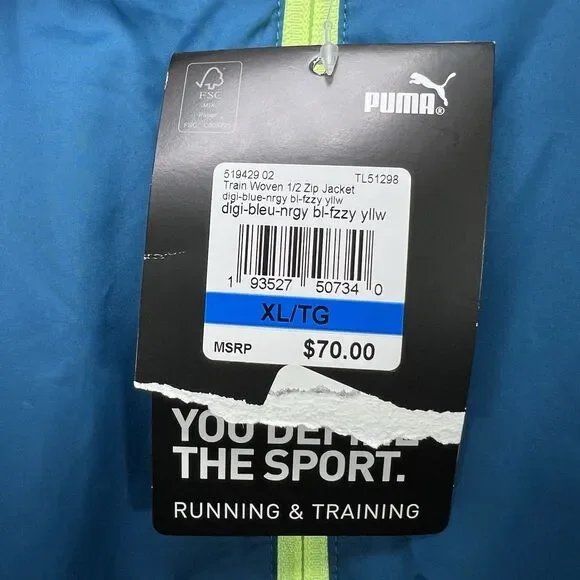 FSC
MIX
PUMA®
519429 02 TL51298
Train Woven 1/2 Zip Jacket
digi-blue-nrgy bl-fzzy yllw
digi-bleu-nrgy bl-fzzy yllw
1 93527 50734 0
XL/TG
MSRP $70.00
YOU
THE SPORT.
RUNNING & TRAINING